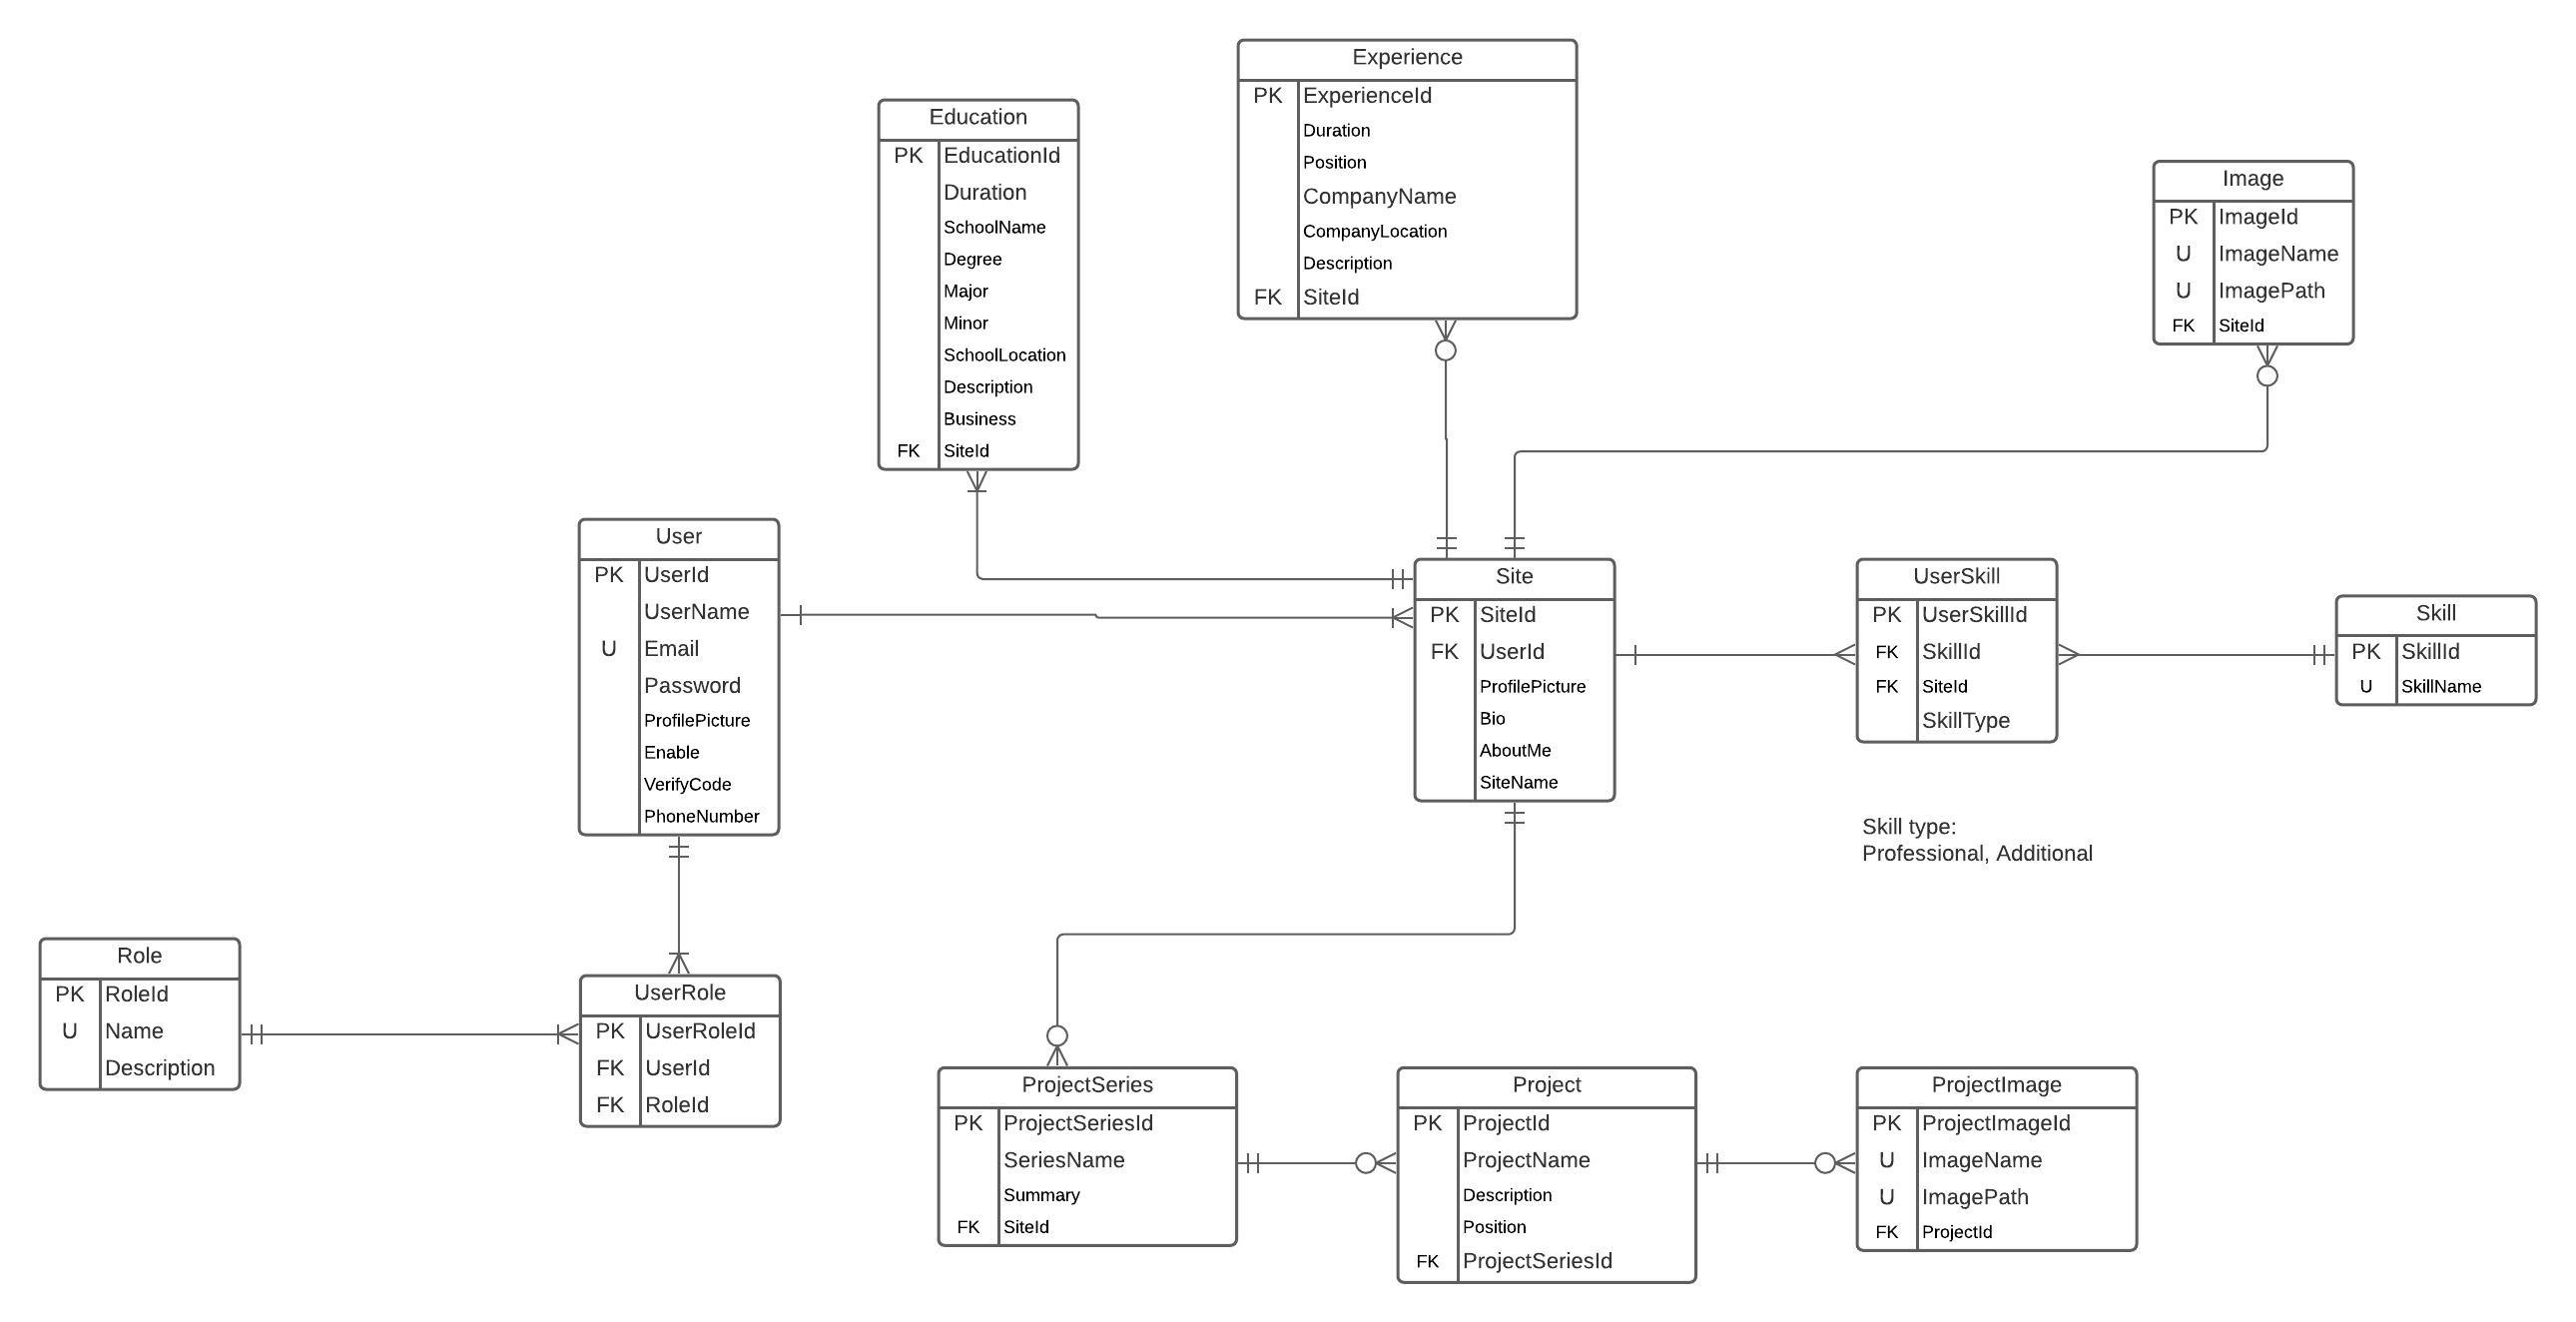 Experience
PK ExperienceId
Duration
Position
CompanyName
CompanyLocation
Description
FK SiteId
Education
PK EducationId
Duration
SchoolName
Degree
Major
Minor
SchoolLocation
Description
Business
FK SiteId
Image
PK ImageId
U ImageName
U ImagePath
FK SiteId
User
PK UserId
UserName
U Email
Password
ProfilePicture
Enable
VerifyCode
PhoneNumber
Site
PK SiteId
FK UserId
ProfilePicture
Bio
AboutMe
SiteName
UserSkill
PK UserSkillId
FK SkillId
FK SiteId
SkillType
Skill
PK SkillId
U SkillName
Skill type:
Professional, Additional
Role
PK RoleId
U Name
Description
UserRole
PK UserRoleId
FK UserId
FK RoleId
ProjectSeries
PK ProjectSeriesId
SeriesName
Summary
FK SiteId
Project
PK ProjectId
ProjectName
Description
Position
FK ProjectSeriesId
ProjectImage
PK ProjectImageId
U ImageName
U ImagePath
FK ProjectId